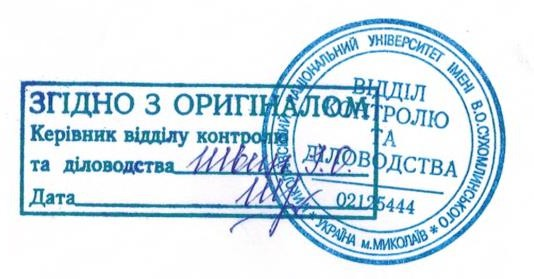 ЗГІДНО З ОРИГІНАЛОМ
Керівник відділу контролю
та діловодства
Дата
НАЦІОНАЛЬНИЙ УНІВЕРСИТЕТ ІМЕНІ В.О.СУХОМЛИНСЬКОГО
* УКРАЇНА м.МИКОЛАЇВ *
ВІДДІЛ
КОНТРОЛЮ
ТА
ДІЛОВОДСТВА
02125444